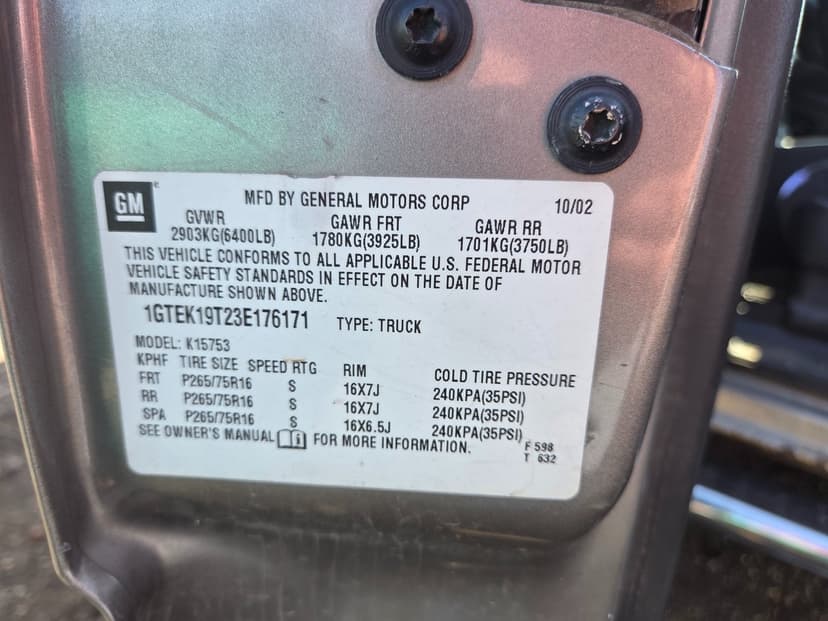 GM MFD BY GENERAL MOTORS CORP 10/02
GVWR GAWR FRT GAWR RR
2903KG(6400LB) 1780KG(3925LB) 1701KG(3750LB)
THIS VEHICLE CONFORMS TO ALL APPLICABLE U.S. FEDERAL MOTOR
VEHICLE SAFETY STANDARDS IN EFFECT ON THE DATE OF
MANUFACTURE SHOWN ABOVE.
1GTEK19T23E176171 TYPE: TRUCK
MODEL: K15753
KPHF TIRE SIZE SPEED RTG RIM COLD TIRE PRESSURE
FRT P265/75R16 S 16X7J 240KPA(35PSI)
RR P265/75R16 S 16X7J 240KPA(35PSI)
SPA P265/75R16 S 16X6.5J 240KPA(35PSI)
SEE OWNER'S MANUAL FOR MORE INFORMATION. F 598
T 632